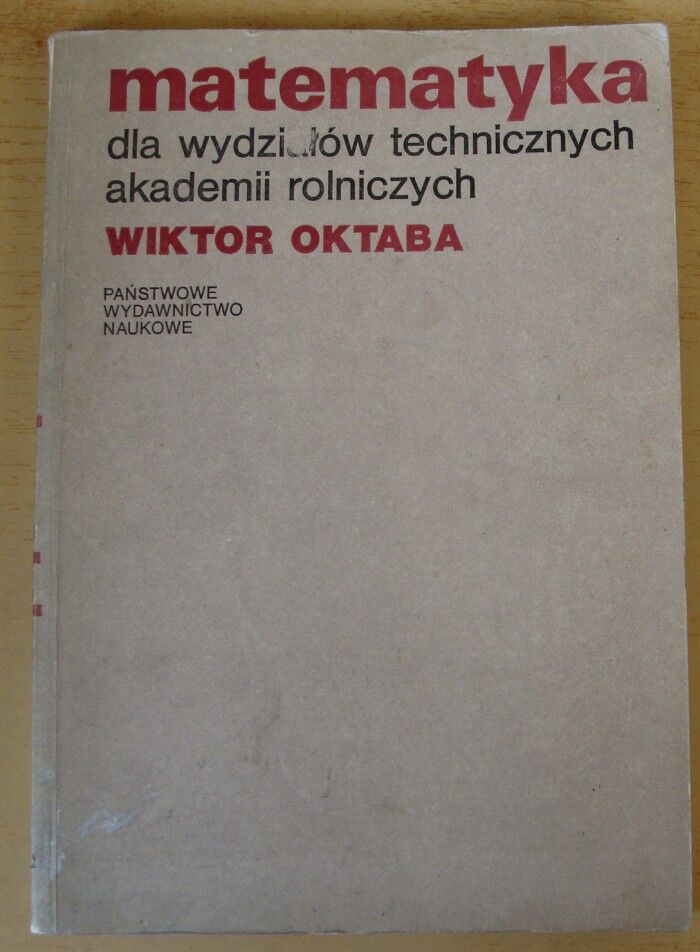 matematyka
dla wydziałów technicznych
akademii rolniczych
WIKTOR OKTABA
PAŃSTWOWE
WYDAWNICTWO
NAUKOWE